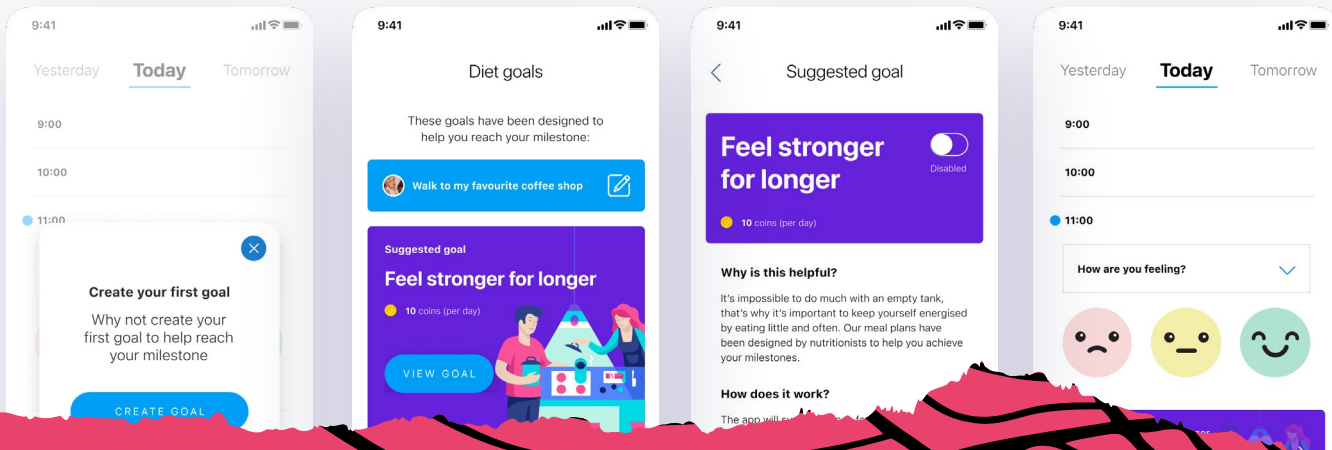 9:41
Yesterday Today Tomorrow
9:00
10:00
11:00
Create your first goal
Why not create your
first goal to help reach
your milestone
CREATE GOAL
9:41
Diet goals
These goals have been designed to
help you reach your milestone:
Walk to my favourite coffee shop
Suggested goal
Feel stronger for longer
10 coins (per day)
VIEW GOAL
9:41
Suggested goal
Feel stronger
for longer
Disabled
10 coins (per day)
Why is this helpful?
It's impossible to do much with an empty tank,
that's why it's important to keep yourself energised
by eating little and often. Our meal plans have
been designed by nutritionists to help you achieve
your milestones.
How does it work?
The app will
9:41
Yesterday Today Tomorrow
9:00
10:00
11:00
How are you feeling?